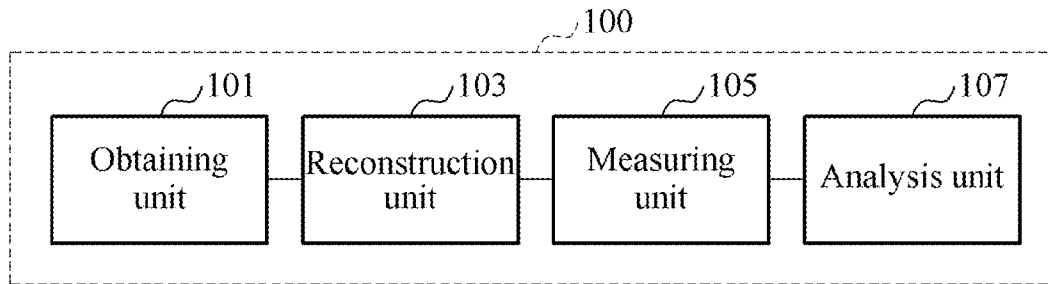 100
101
103
105
107
Obtaining
unit
Reconstruction
unit
Measuring
unit
Analysis unit